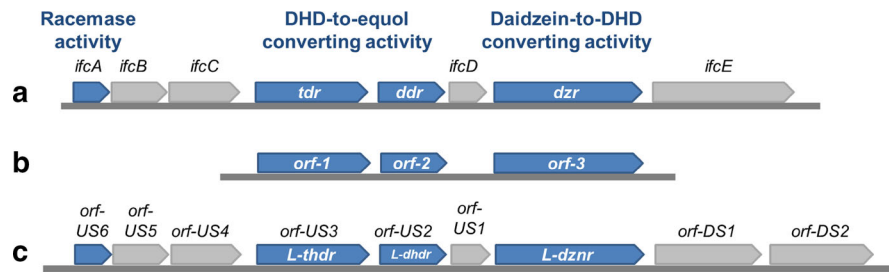 Racemase activity
DHD-to-equol converting activity
Daidzein-to-DHD converting activity
ifcA ifcB ifcC ifcD ifcE
a tdr ddr dzr
b orf-1 orf-2 orf-3
orf-US6 orf-US5 orf-US4 orf-US3 orf-US2 orf-US1 orf-DS1 orf-DS2
c L-thdr L-dhdr L-dznr